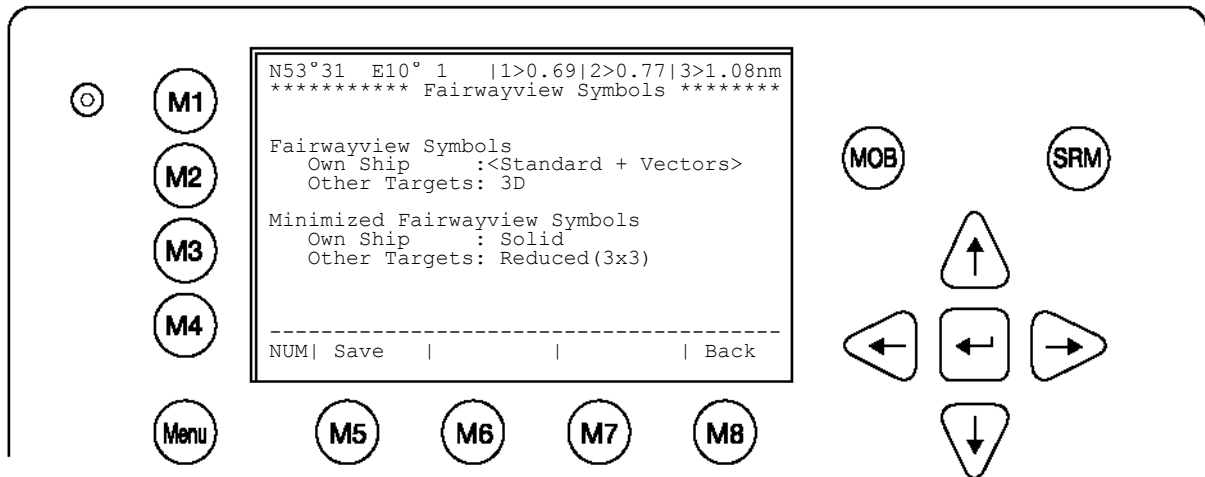 N53°31 E10° 1 |1>0.69|2>0.77|3>1.08nm
*********** Fairwayview Symbols ********
Fairwayview Symbols
Own Ship :<Standard + Vectors>
Other Targets: 3D
Minimized Fairwayview Symbols
Own Ship : Solid
Other Targets: Reduced(3x3)
----------------------------------------
NUM| Save | | | Back
M1
M2
M3
M4
Menu
M5
M6
M7
M8
MOB
SRM